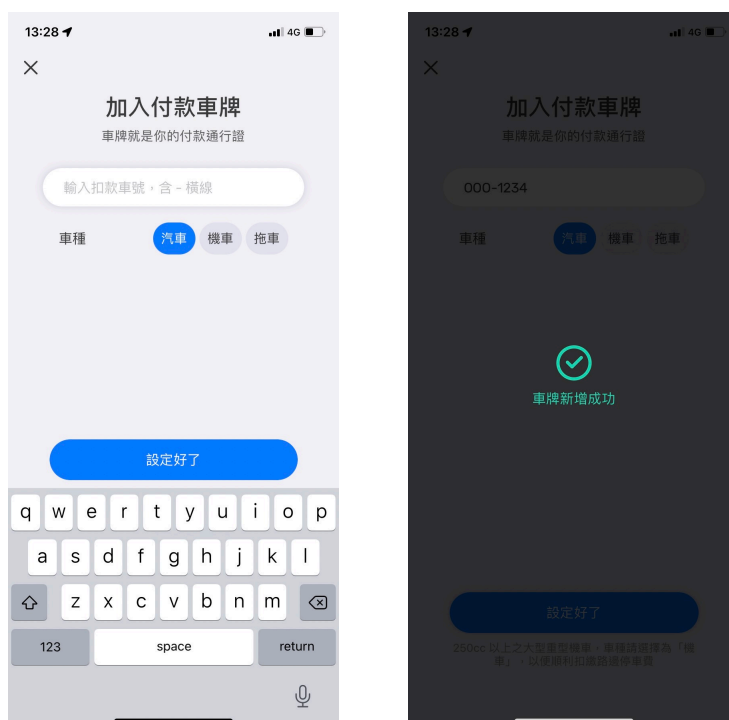 13:28
4G
加入付款車牌
車牌就是你的付款通行證
輸入扣款車號，含 - 橫線
車種 汽車 機車 拖車
設定好了
q w e r t y u i o p
a s d f g h j k l
z x c v b n m
123 space return
13:28
4G
加入付款車牌
車牌就是你的付款通行證
000-1234
車種 汽車 機車 拖車
車牌新增成功
設定好了
250cc 以上之大型重型機車，車種請選擇為「機
車」，以便順利扣繳路邊停車費